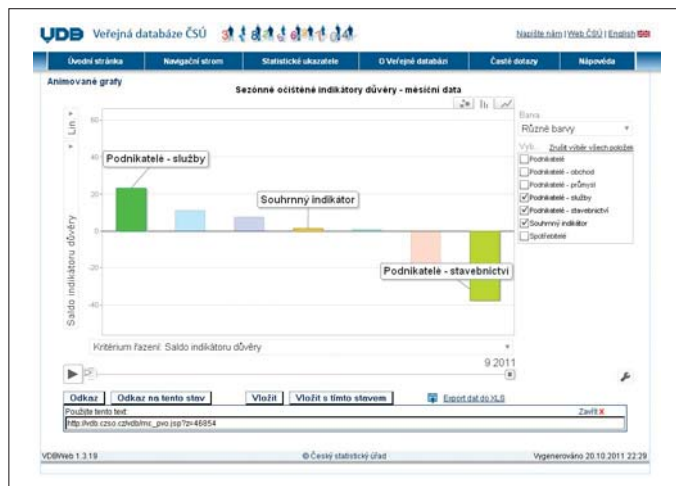 VDB Veřejná databáze ČSÚ
Napište nám | Web ČSÚ | English
Úvodní stránka Navigační strom Statistické ukazatele O Veřejné databázi Časté dotazy Nápověda
Animované grafy
Sezónně očištěné indikátory důvěry - měsíční data
Lin
Saldo indikátoru důvěry
60
40
20
0
-20
-40
Podnikatelé - služby
Souhrnný indikátor
Podnikatelé - stavebnictví
Barva
Různé barvy
Vyb... Zrušit výběr všech položek
Podnikatelé
Podnikatelé - obchod
Podnikatelé - průmysl
Podnikatelé - služby
Podnikatelé - stavebnictví
Souhrnný indikátor
Spotřebitelé
Kritérium řazení: Saldo indikátoru důvěry
9 2011
Odkaz Odkaz na tento stav Vložit Vložit s tímto stavem Export dat do XLS
Použijte tento text: Zavřít X
http://vdb.czso.cz/vdb/mc_pvo.jsp?z=46854
VDBWeb 1.3.19 © Český statistický úřad Vygenerováno 20.10.2011 22:29